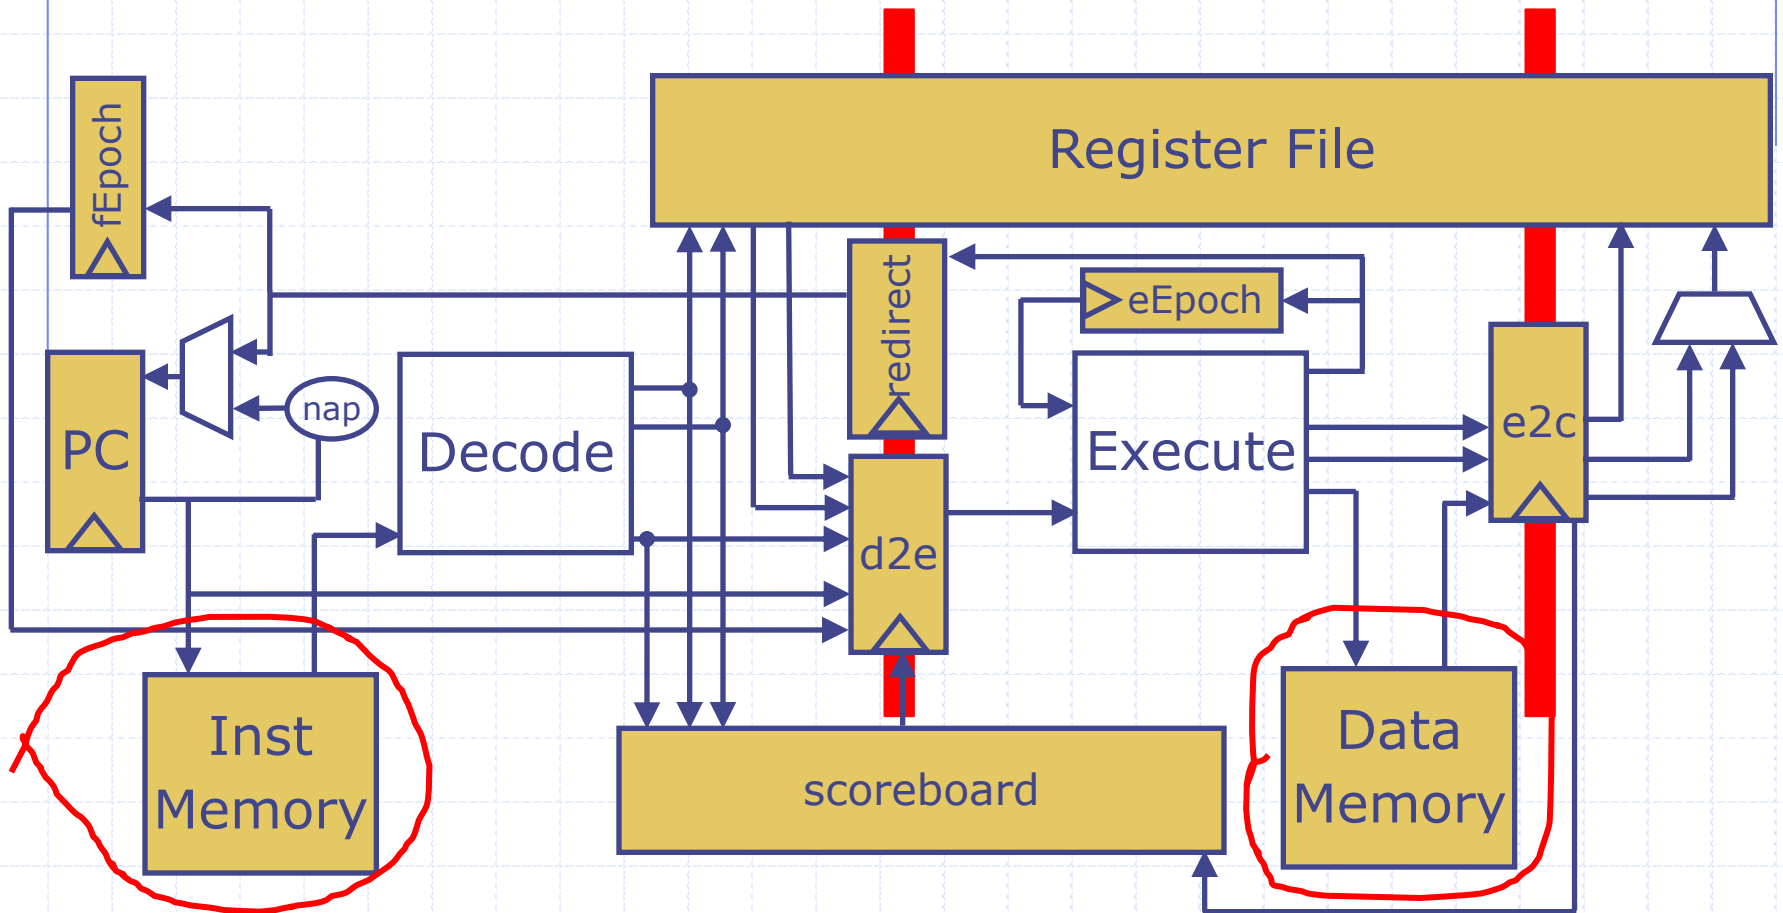 Register File
fEpoch
redirect
eEpoch
PC
nap
Decode
Execute
e2c
d2e
Inst
Memory
scoreboard
Data
Memory